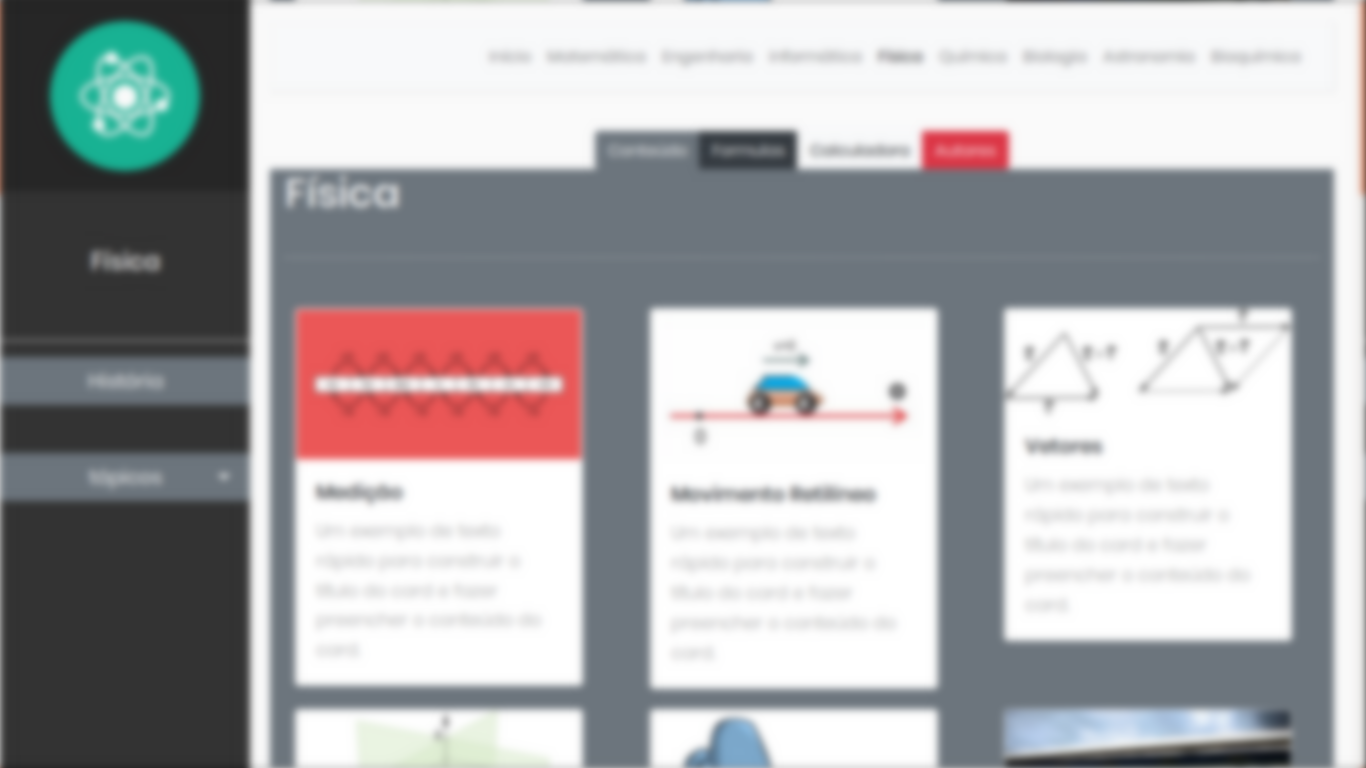 Início Matemática Engenharia Informática Física Química Biologia Astronomia Bioquímica
Conteúdo Formulas Calculadora Autores
Física
Física
História
tópicos
Medição
Um exemplo de texto
rápido para construir o
título do card e fazer
preencher o conteúdo do
card.
Movimento Retilíneo
Um exemplo de texto
rápido para construir o
título do card e fazer
preencher o conteúdo do
card.
Vetores
Um exemplo de texto
rápido para construir o
título do card e fazer
preencher o conteúdo do
card.